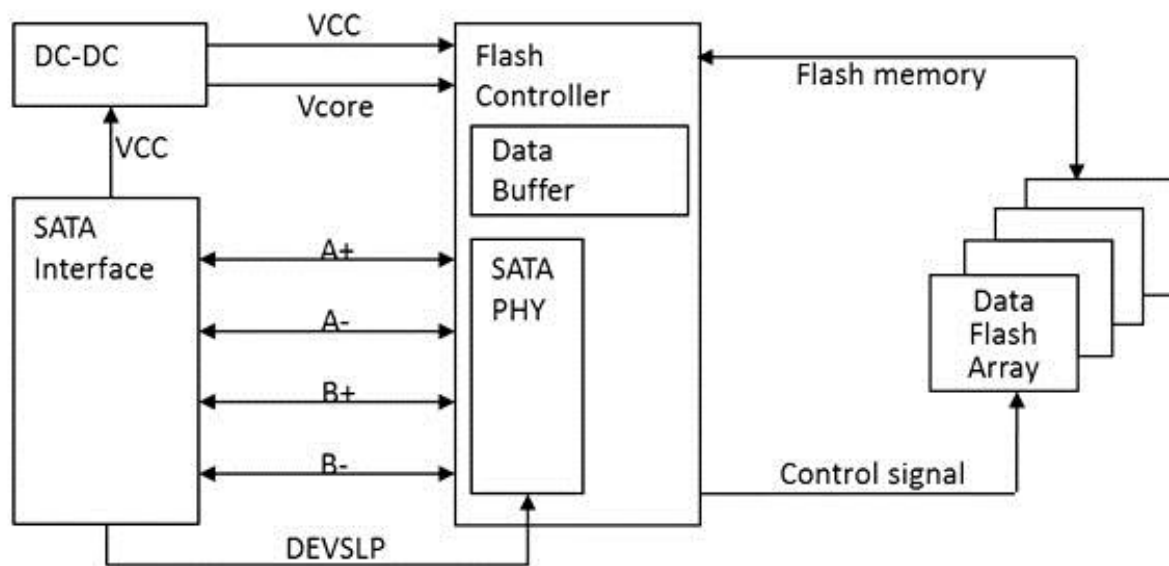 DC-DC
VCC
Vcore
VCC
SATA
Interface
A+
A-
B+
B-
DEVSLP
Flash
Controller
Data
Buffer
SATA
PHY
Flash memory
Data
Flash
Array
Control signal